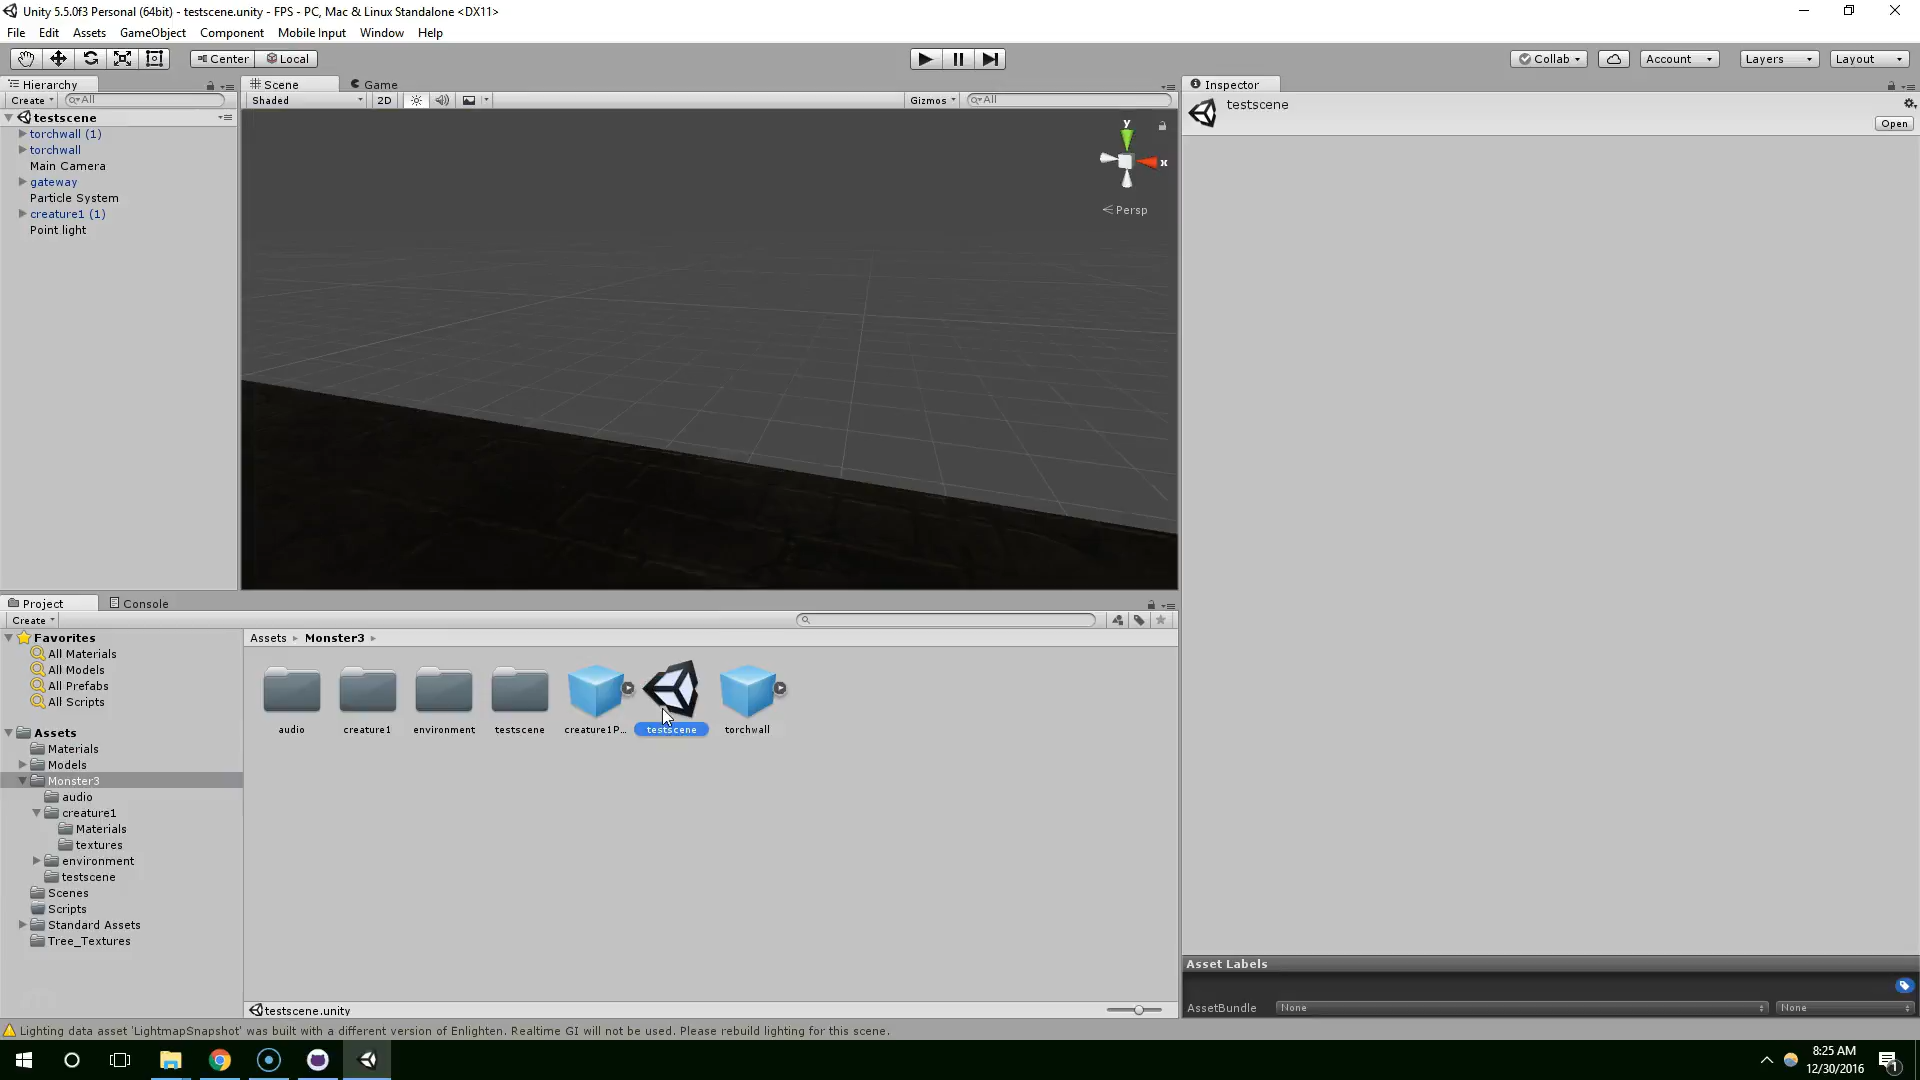 Unity 5.5.0f3 Personal (64bit) - testscene.unity - FPS - PC, Mac & Linux Standalone <DX11>
File Edit Assets GameObject Component Mobile Input Window Help
Center Local Collab Account Layers Layout
Hierarchy
Create All
testscene
torchwall (1)
torchwall
Main Camera
gateway
Particle System
creature1 (1)
Point light
Scene Game
Shaded 2D Gizmos All
y
x
Persp
Inspector
testscene
Open
Project Console
Create
Favorites
All Materials
All Models
All Prefabs
All Scripts
Assets
Materials
Models
Monster3
audio
creature1
Materials
textures
environment
testscene
Scenes
Scripts
Standard Assets
Tree_Textures
Assets Monster3
audio creature1 environment testscene creature1P... testscene torchwall
testscene.unity
Asset Labels
AssetBundle None None
Lighting data asset 'LightmapSnapshot' was built with a different version of Enlighten. Realtime GI will not be used. Please rebuild lighting for this scene.
8:25 AM
12/30/2016
1